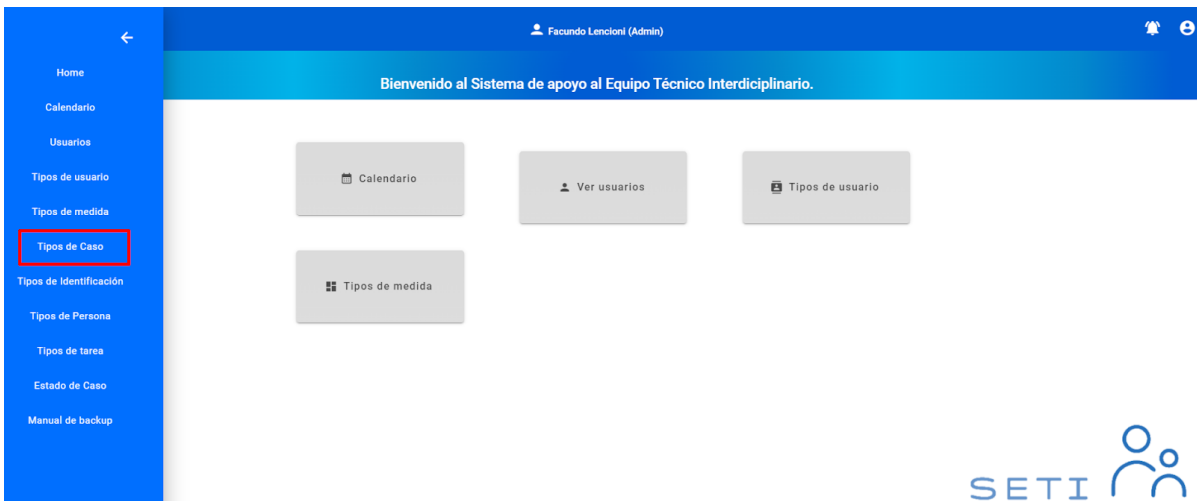 Facundo Lencioni (Admin)
Bienvenido al Sistema de apoyo al Equipo Técnico Interdiciplinario.
Home
Calendario
Usuarios
Tipos de usuario
Tipos de medida
Tipos de Caso
Tipos de Identificación
Tipos de Persona
Tipos de tarea
Estado de Caso
Manual de backup
Calendario
Ver usuarios
Tipos de usuario
Tipos de medida
SETI